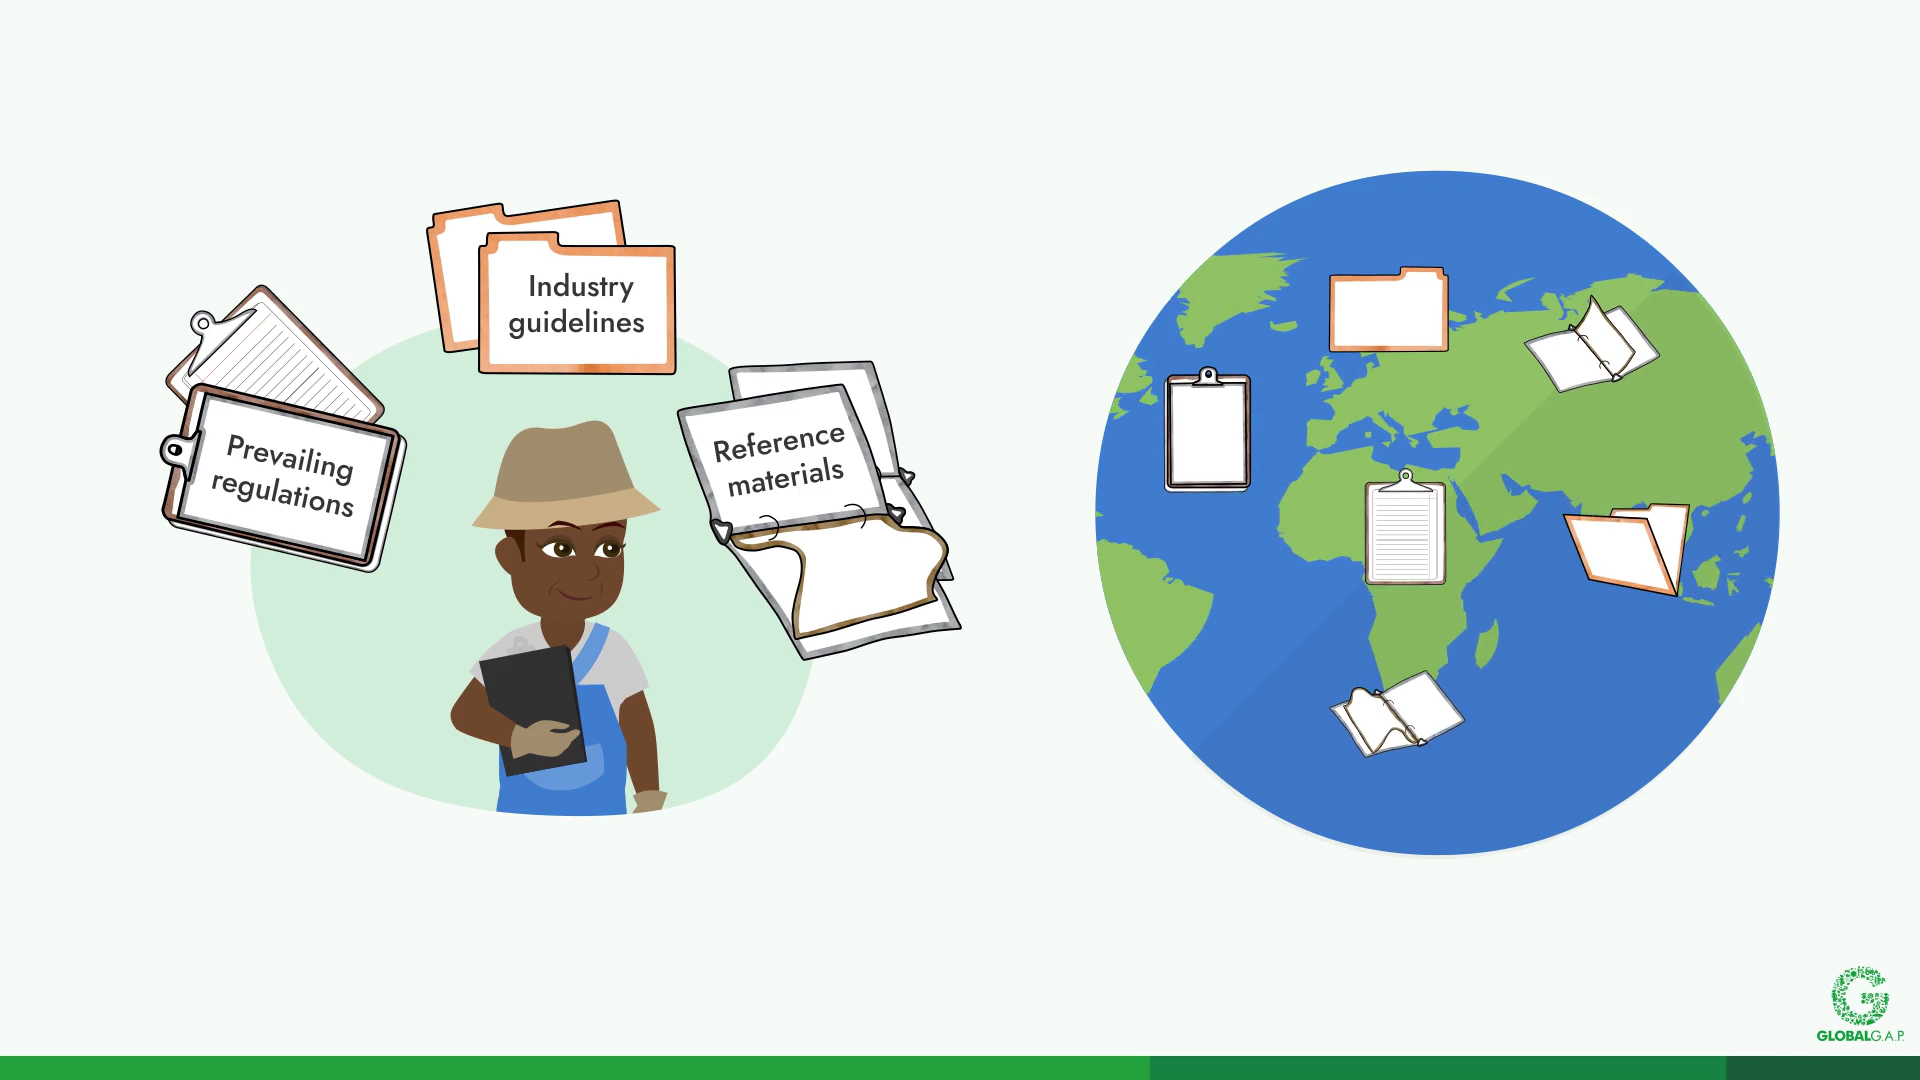 Industry
guidelines
Prevailing
regulations
Reference
materials
GLOBALG.A.P.